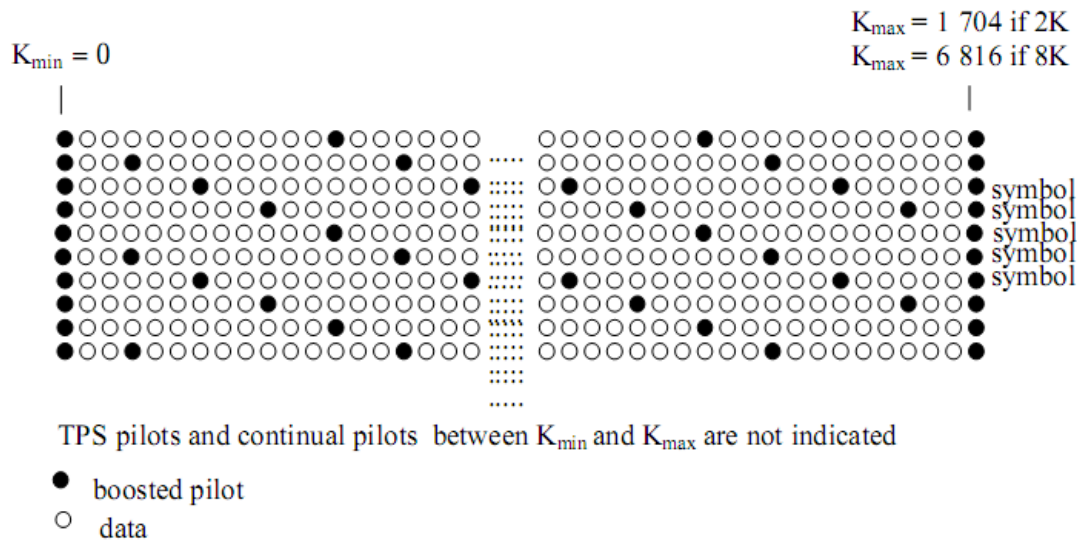 K_max = 1 704 if 2K
K_min = 0
K_max = 6 816 if 8K
symbol
symbol
symbol
symbol
symbol
TPS pilots and continual pilots between K_min and K_max are not indicated
boosted pilot
data